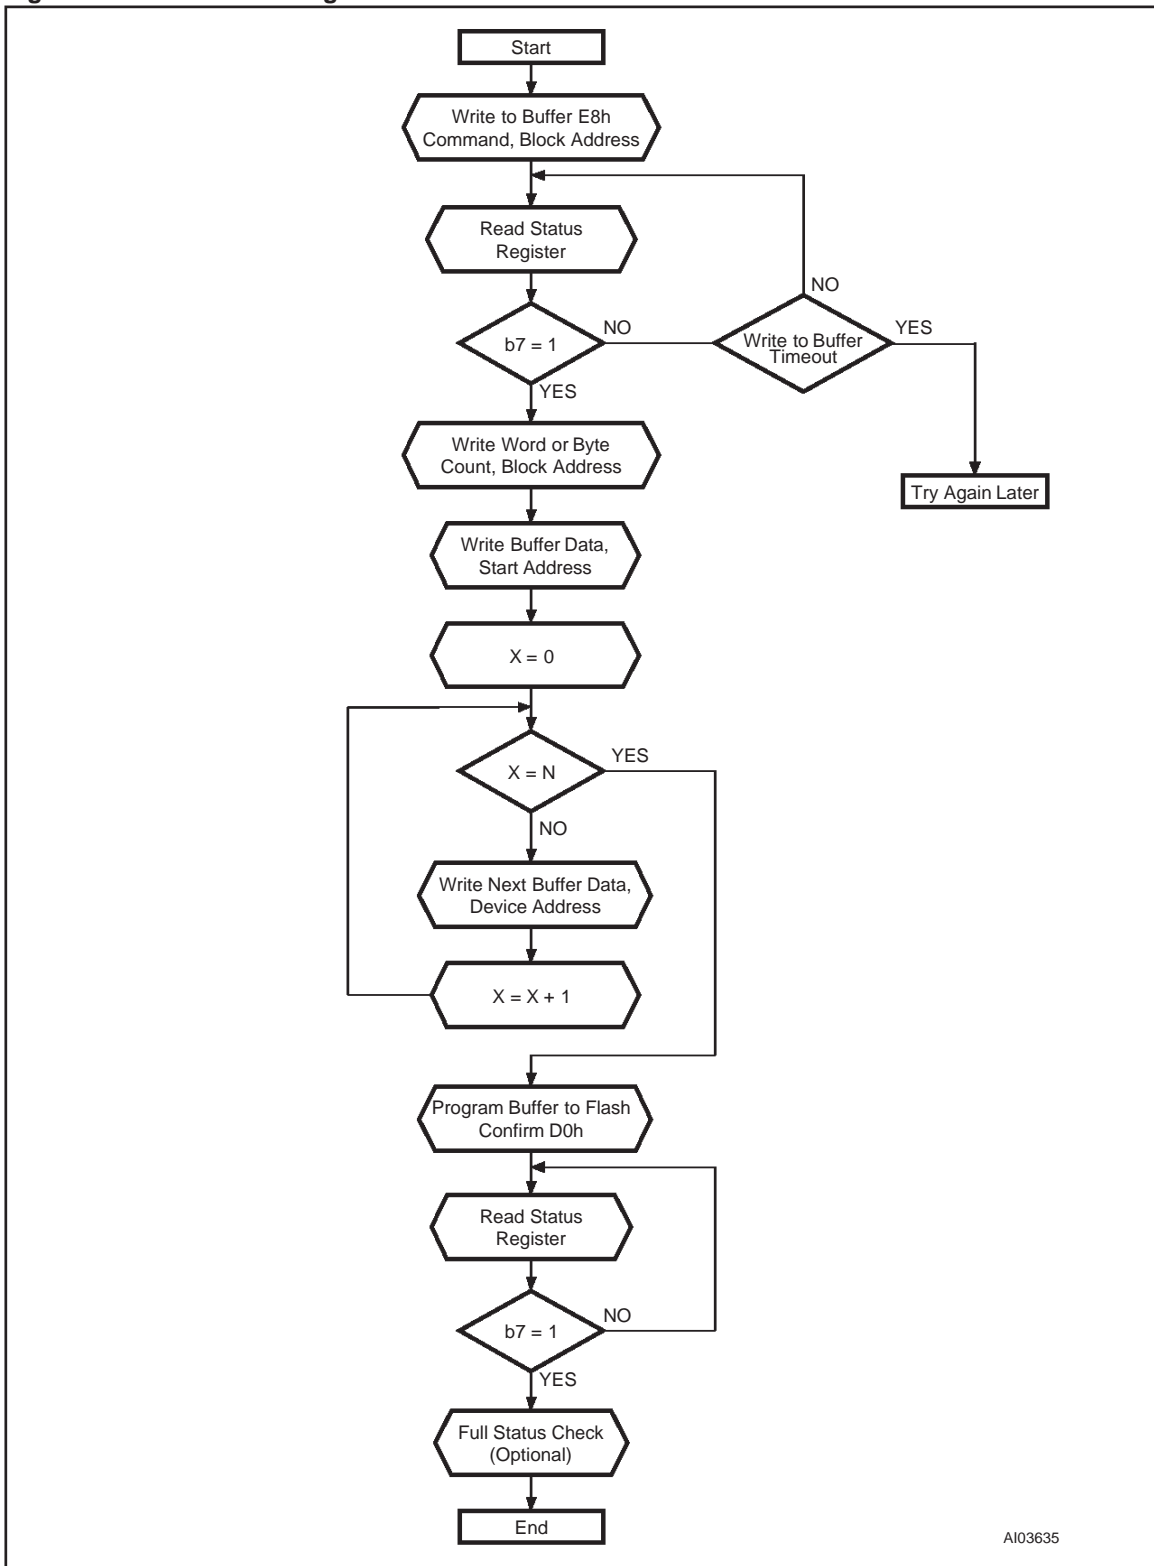 Start
Write to Buffer E8h
Command, Block Address
Read Status
Register
NO
b7 = 1
NO
Write to Buffer
Timeout
YES
YES
Write Word or Byte
Count, Block Address
Try Again Later
Write Buffer Data,
Start Address
X = 0
X = N
YES
NO
Write Next Buffer Data,
Device Address
X = X + 1
Program Buffer to Flash
Confirm D0h
Read Status
Register
b7 = 1
NO
YES
Full Status Check
(Optional)
End
AI03635